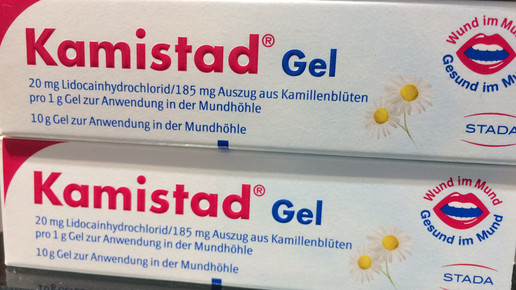 Kamistad® Gel
20 mg Lidocainhydrochlorid/185 mg Auszug aus Kamillenblüten
pro 1 g Gel zur Anwendung in der Mundhöhle
10 g Gel zur Anwendung in der Mundhöhle
Wund im Mund
Gesund im Mund
STADA
Kamistad® Gel
20 mg Lidocainhydrochlorid/185 mg Auszug aus Kamillenblüten
pro 1 g Gel zur Anwendung in der Mundhöhle
10 g Gel zur Anwendung in der Mundhöhle
Wund im Mund
Gesund im Mund
STADA